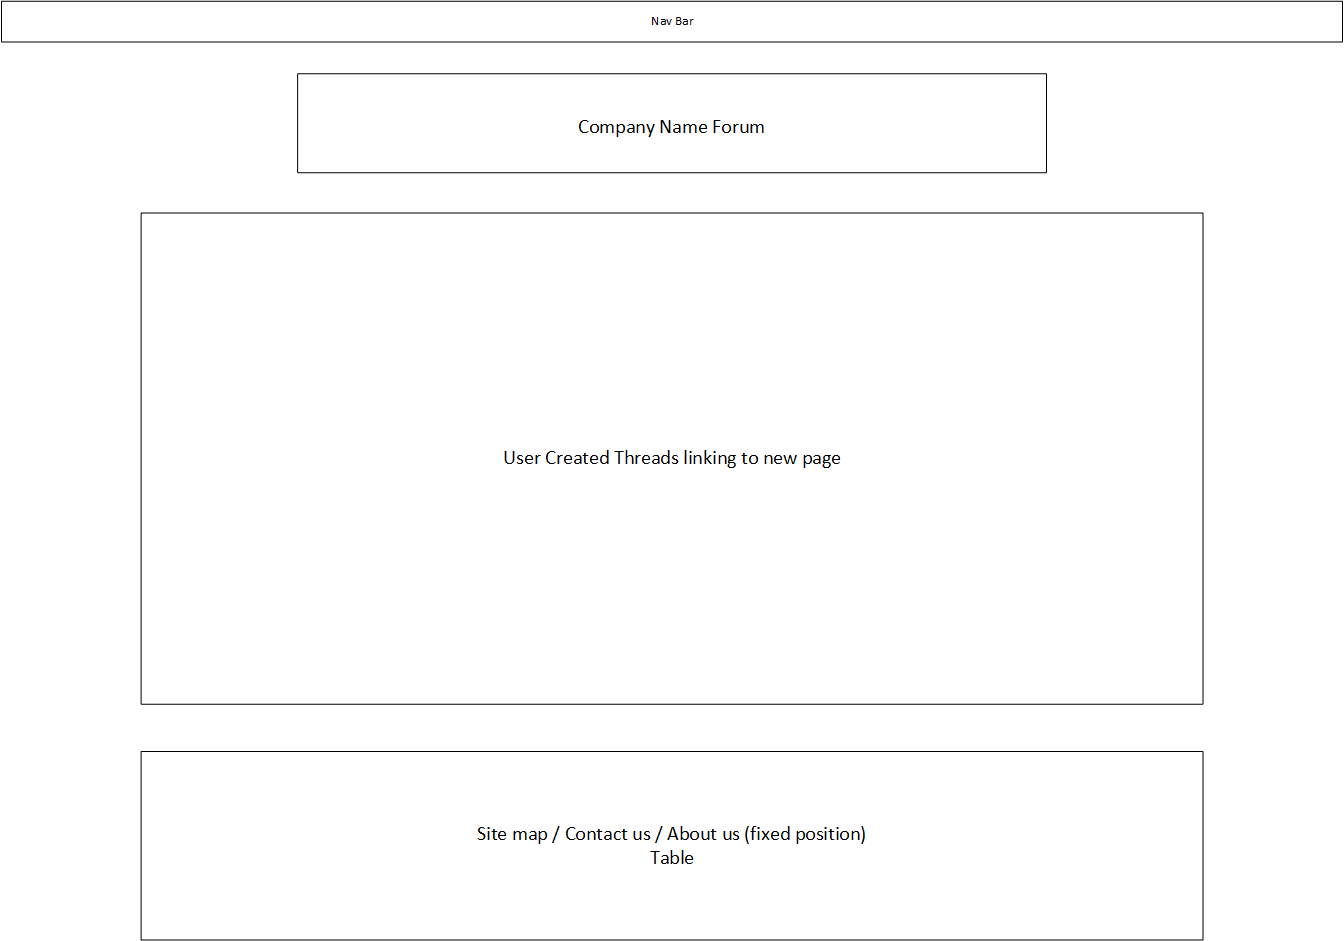 Nav Bar
Company Name Forum
User Created Threads linking to new page
Site map / Contact us / About us (fixed position)
Table